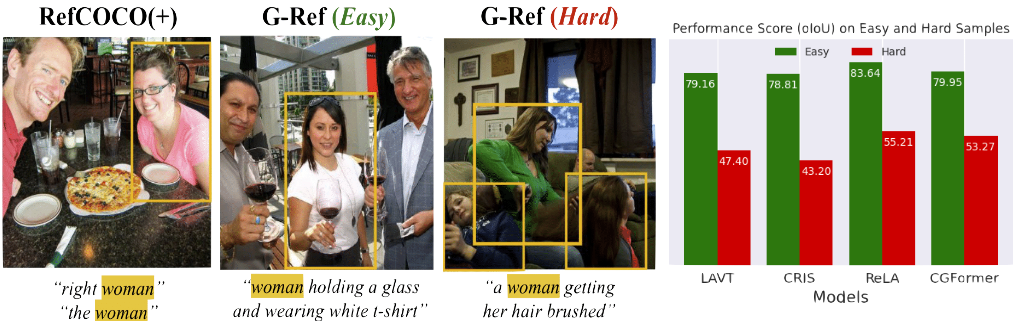 RefCOCO(+)
G-Ref (Easy)
G-Ref (Hard)
“right woman”
“the woman”
“woman holding a glass
and wearing white t-shirt”
“a woman getting
her hair brushed”
Performance Score (oIoU) on Easy and Hard Samples
Easy
Hard
79.16
47.40
78.81
43.20
83.64
55.21
79.95
53.27
LAVT
CRIS
ReLA
CGFormer
Models